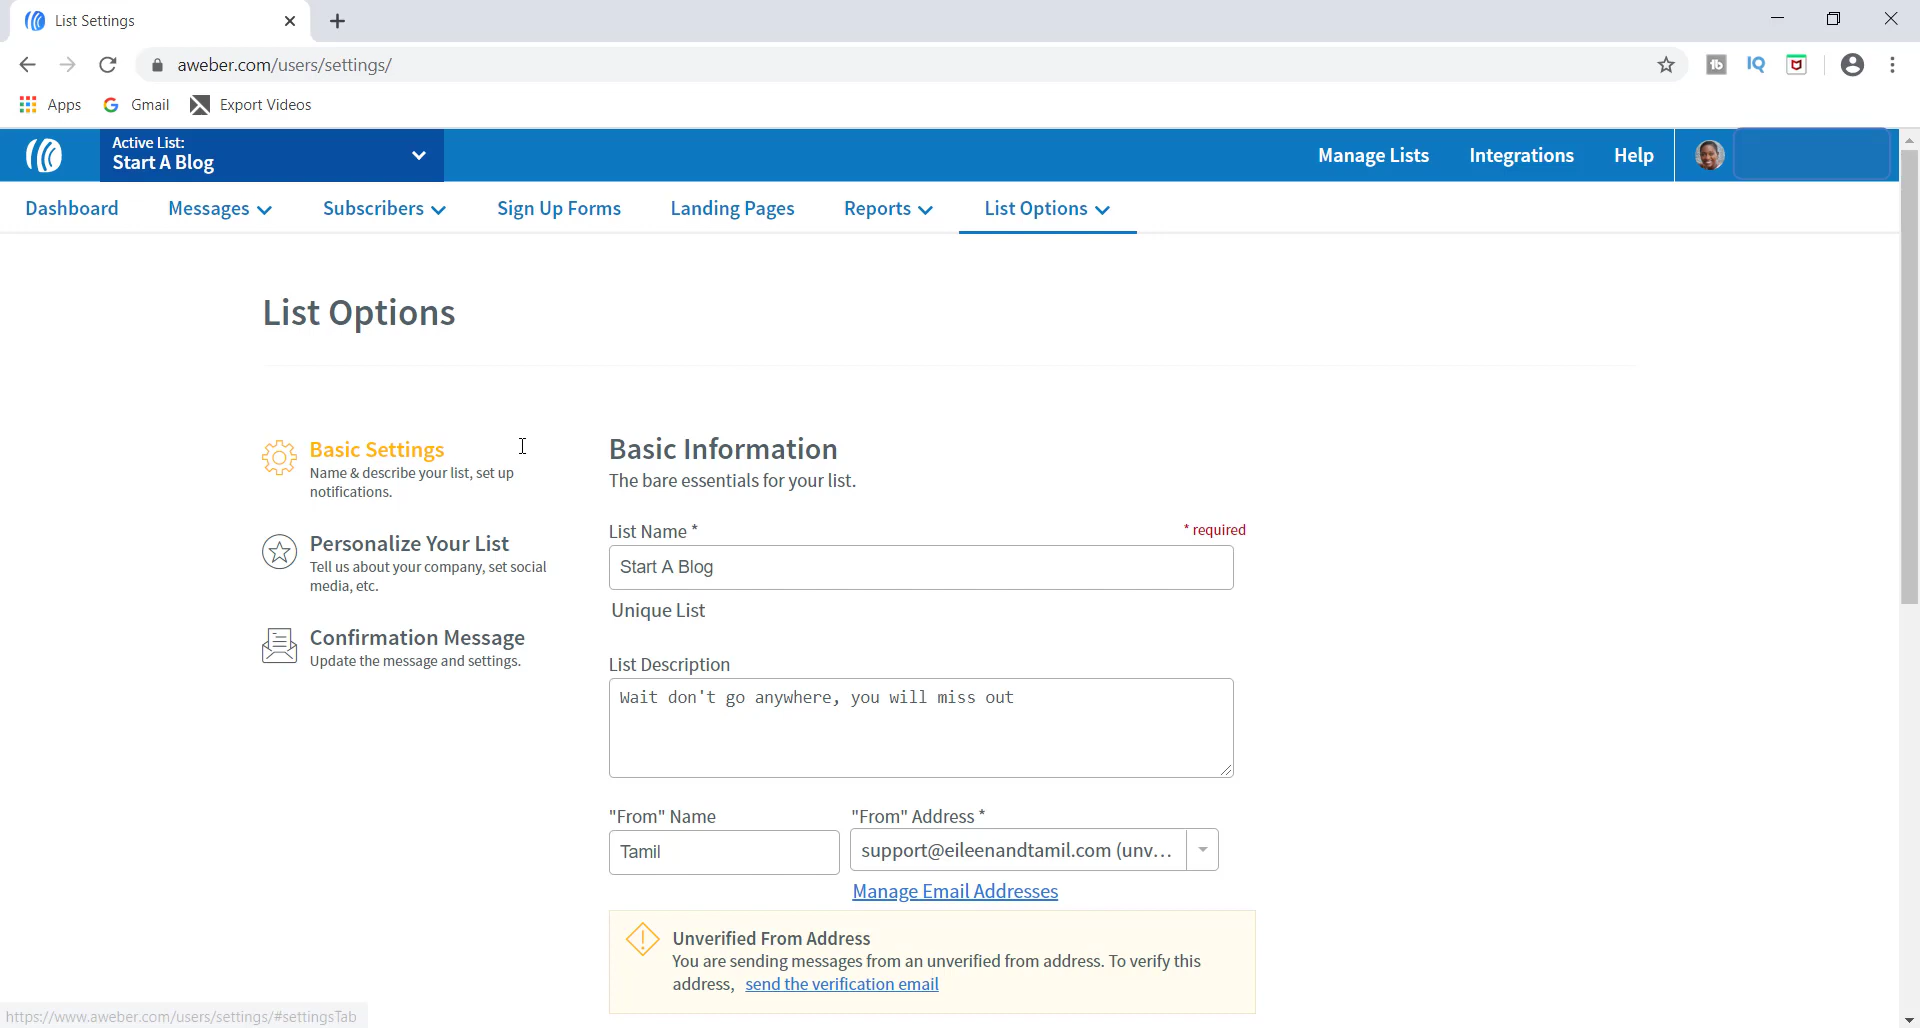 List Settings
aweber.com/users/settings/
Apps Gmail Export Videos
Active List:
Start A Blog
Manage Lists Integrations Help
Dashboard Messages Subscribers Sign Up Forms Landing Pages Reports List Options
List Options
Basic Settings
Name & describe your list, set up
notifications.
Personalize Your List
Tell us about your company, set social
media, etc.
Confirmation Message
Update the message and settings.
Basic Information
The bare essentials for your list.
List Name * * required
Start A Blog
Unique List
List Description
Wait don't go anywhere, you will miss out
"From" Name "From" Address *
Tamil support@eileenandtamil.com (unv...
Manage Email Addresses
Unverified From Address
You are sending messages from an unverified from address. To verify this
address, send the verification email
https://www.aweber.com/users/settings/#settingsTab
tb IQ